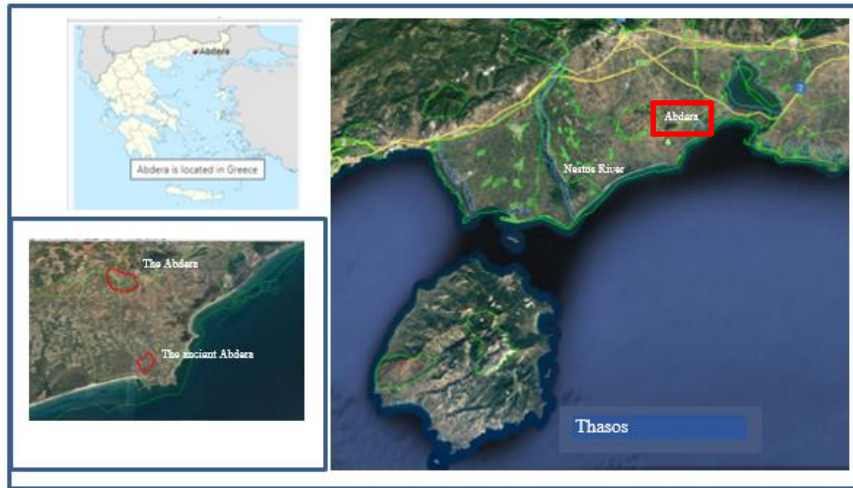 Abdera
Abdera is located in Greece
The Abdera
The ancient Abdera
Abdera
Nestos River
Thasos